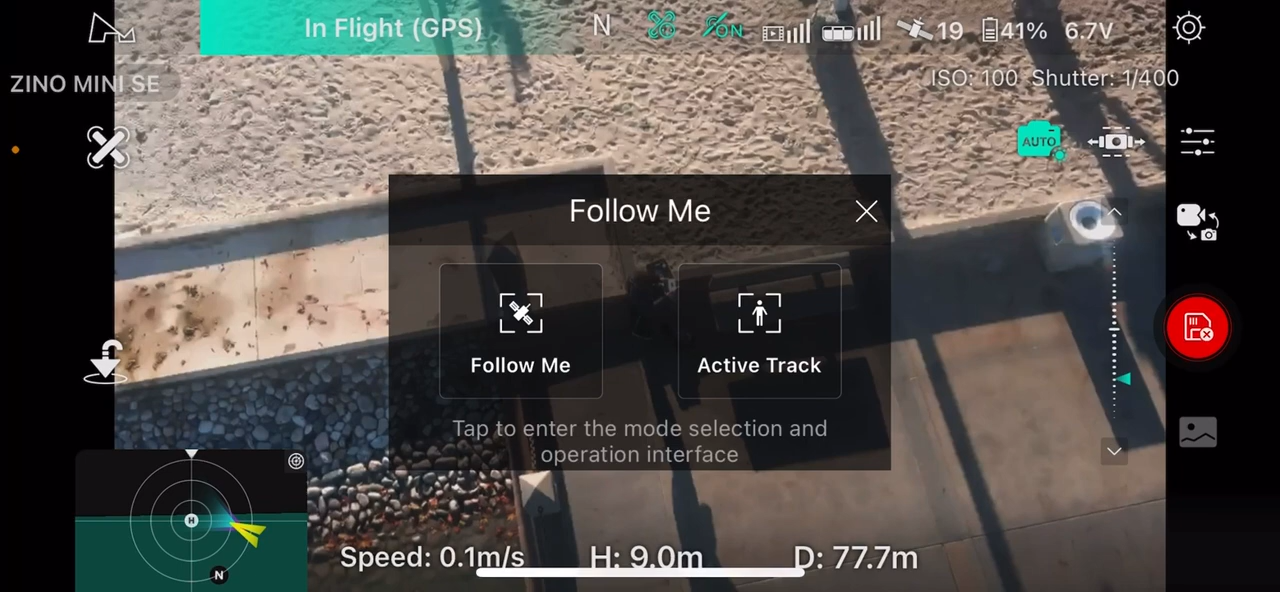 In Flight (GPS)
N
ON
19
41%
6.7V
ZINO MINI SE
ISO: 100 Shutter: 1/400
AUTO
Follow Me
Follow Me
Active Track
Tap to enter the mode selection and
operation interface
H
N
Speed: 0.1m/s
H: 9.0m
D: 77.7m